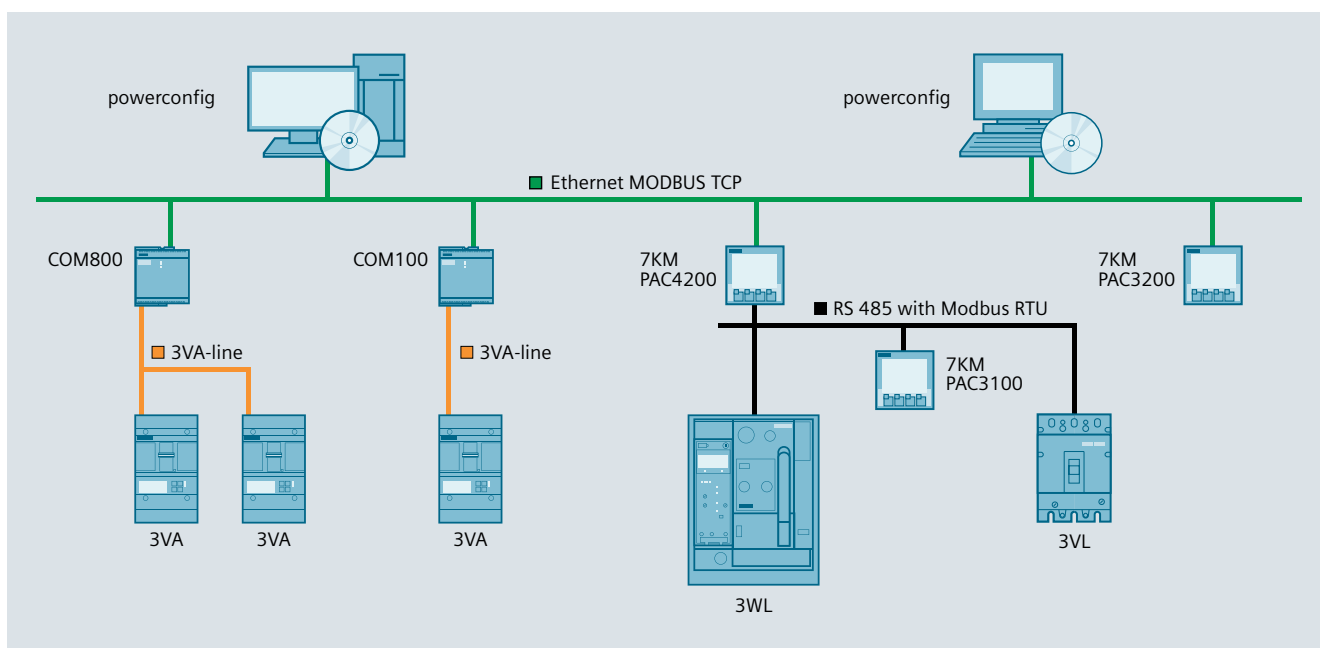 powerconfig
powerconfig
Ethernet MODBUS TCP
COM800
COM100
7KM
PAC4200
7KM
PAC3200
RS 485 with Modbus RTU
3VA-line
3VA-line
7KM
PAC3100
3VA
3VA
3VA
3VL
3WL